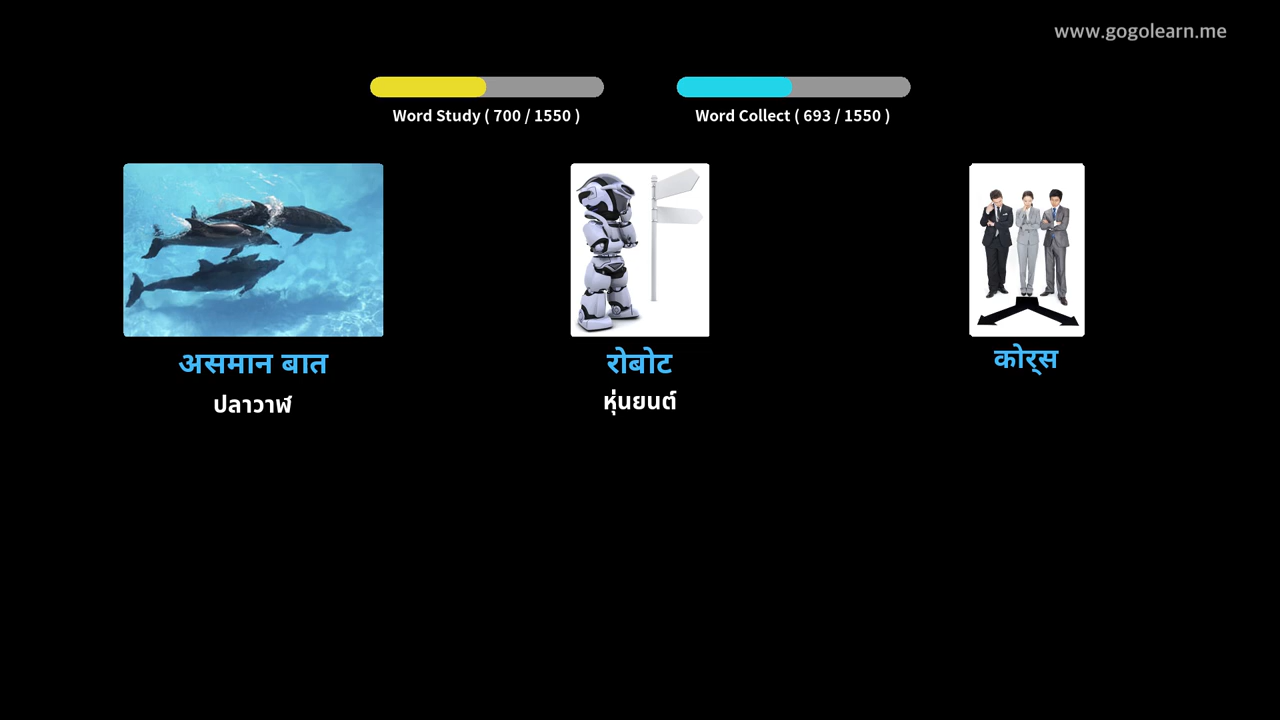 www.gogolearn.me
Word Study ( 700 / 1550 )
Word Collect ( 693 / 1550 )
असमान बात
ปลาวาฬ
रोबोट
หุ่นยนต์
कोर्स